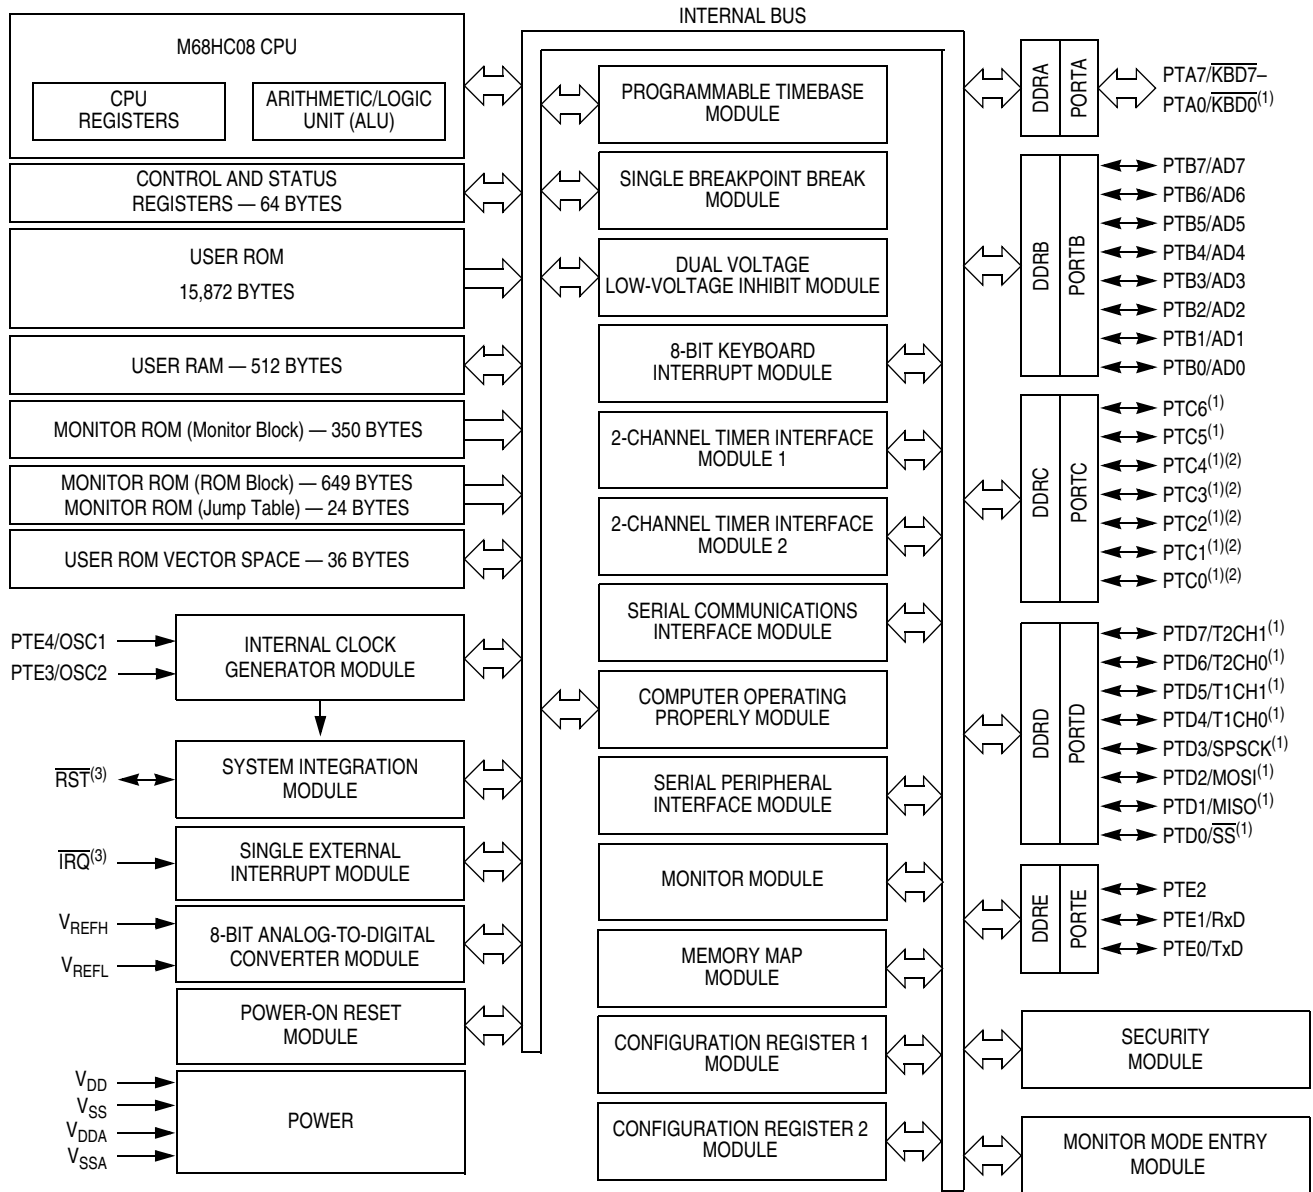 INTERNAL BUS
M68HC08 CPU
CPU
REGISTERS
ARITHMETIC/LOGIC
UNIT (ALU)
CONTROL AND STATUS
REGISTERS — 64 BYTES
USER ROM
15,872 BYTES
USER RAM — 512 BYTES
MONITOR ROM (Monitor Block) — 350 BYTES
MONITOR ROM (ROM Block) — 649 BYTES
MONITOR ROM (Jump Table) — 24 BYTES
USER ROM VECTOR SPACE — 36 BYTES
PTE4/OSC1
PTE3/OSC2
INTERNAL CLOCK
GENERATOR MODULE
RST(3)
SYSTEM INTEGRATION
MODULE
IRQ(3)
SINGLE EXTERNAL
INTERRUPT MODULE
VREFH
VREFL
8-BIT ANALOG-TO-DIGITAL
CONVERTER MODULE
POWER-ON RESET
MODULE
VDD
VSS
VDDA
VSSA
POWER
PROGRAMMABLE TIMEBASE
MODULE
SINGLE BREAKPOINT BREAK
MODULE
DUAL VOLTAGE
LOW-VOLTAGE INHIBIT MODULE
8-BIT KEYBOARD
INTERRUPT MODULE
2-CHANNEL TIMER INTERFACE
MODULE 1
2-CHANNEL TIMER INTERFACE
MODULE 2
SERIAL COMMUNICATIONS
INTERFACE MODULE
COMPUTER OPERATING
PROPERLY MODULE
SERIAL PERIPHERAL
INTERFACE MODULE
MONITOR MODULE
MEMORY MAP
MODULE
CONFIGURATION REGISTER 1
MODULE
CONFIGURATION REGISTER 2
MODULE
DDRA
PORTA
PTA7/KBD7–
PTA0/KBD0(1)
DDRB
PORTB
PTB7/AD7
PTB6/AD6
PTB5/AD5
PTB4/AD4
PTB3/AD3
PTB2/AD2
PTB1/AD1
PTB0/AD0
DDRC
PORTC
PTC6(1)
PTC5(1)
PTC4(1)(2)
PTC3(1)(2)
PTC2(1)(2)
PTC1(1)(2)
PTC0(1)(2)
DDRD
PORTD
PTD7/T2CH1(1)
PTD6/T2CH0(1)
PTD5/T1CH1(1)
PTD4/T1CH0(1)
PTD3/SPSCK(1)
PTD2/MOSI(1)
PTD1/MISO(1)
PTD0/SS(1)
DDRE
PORTE
PTE2
PTE1/RxD
PTE0/TxD
SECURITY
MODULE
MONITOR MODE ENTRY
MODULE